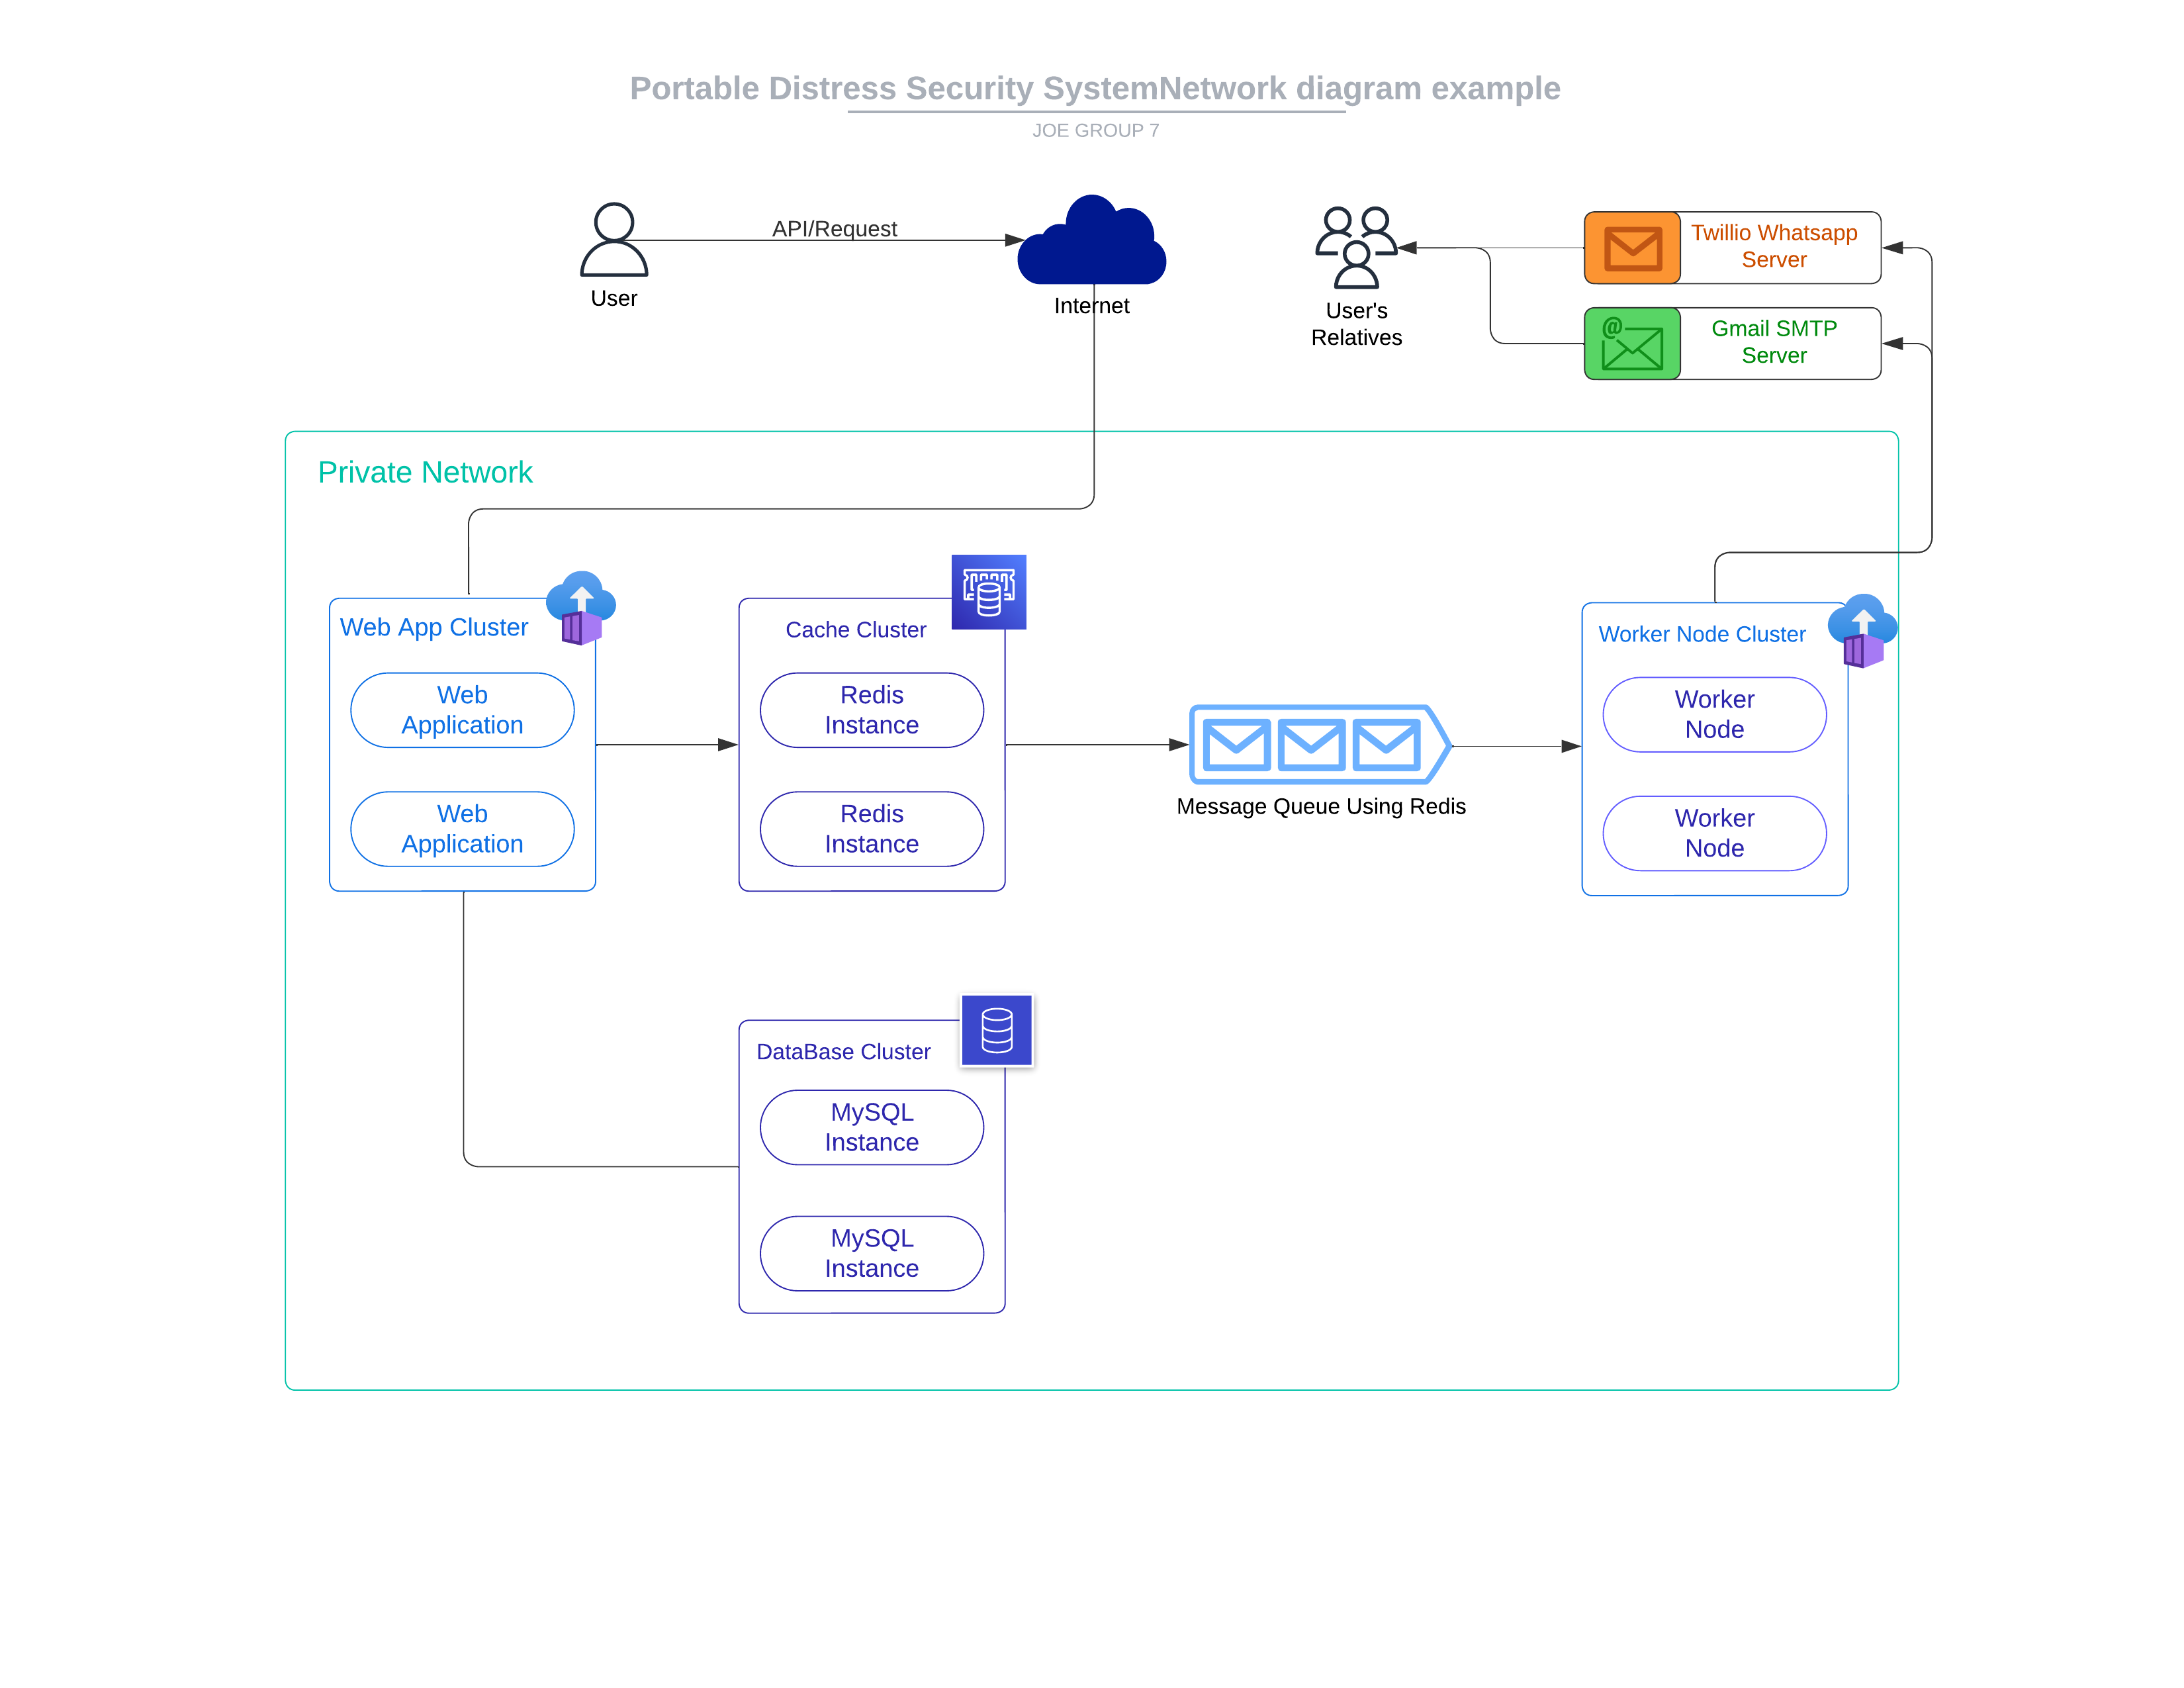 Portable Distress Security SystemNetwork diagram example
JOE GROUP 7
API/Request
User
Internet
User's
Relatives
Twillio Whatsapp
Server
Gmail SMTP
Server
@
Private Network
Web App Cluster
Web
Application
Web
Application
Cache Cluster
Redis
Instance
Redis
Instance
Message Queue Using Redis
Worker Node Cluster
Worker
Node
Worker
Node
DataBase Cluster
MySQL
Instance
MySQL
Instance